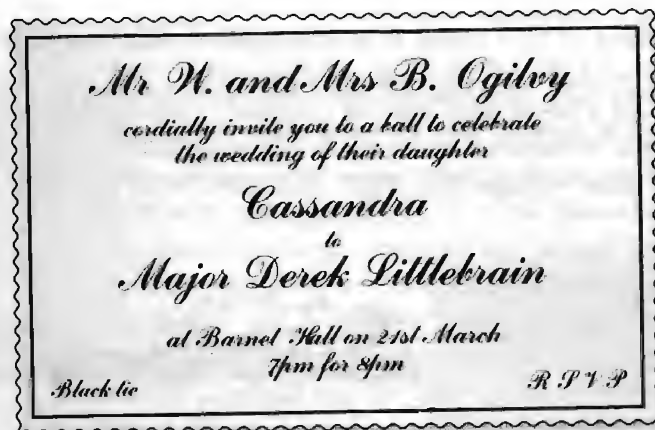 Mr W. and Mrs B. Ogilvy
cordially invite you to a ball to celebrate
the wedding of their daughter
Cassandra
to
Major Derek Littlebrain
at Barnel Hall on 21st March
7pm for 8pm
Black tie
R S V P